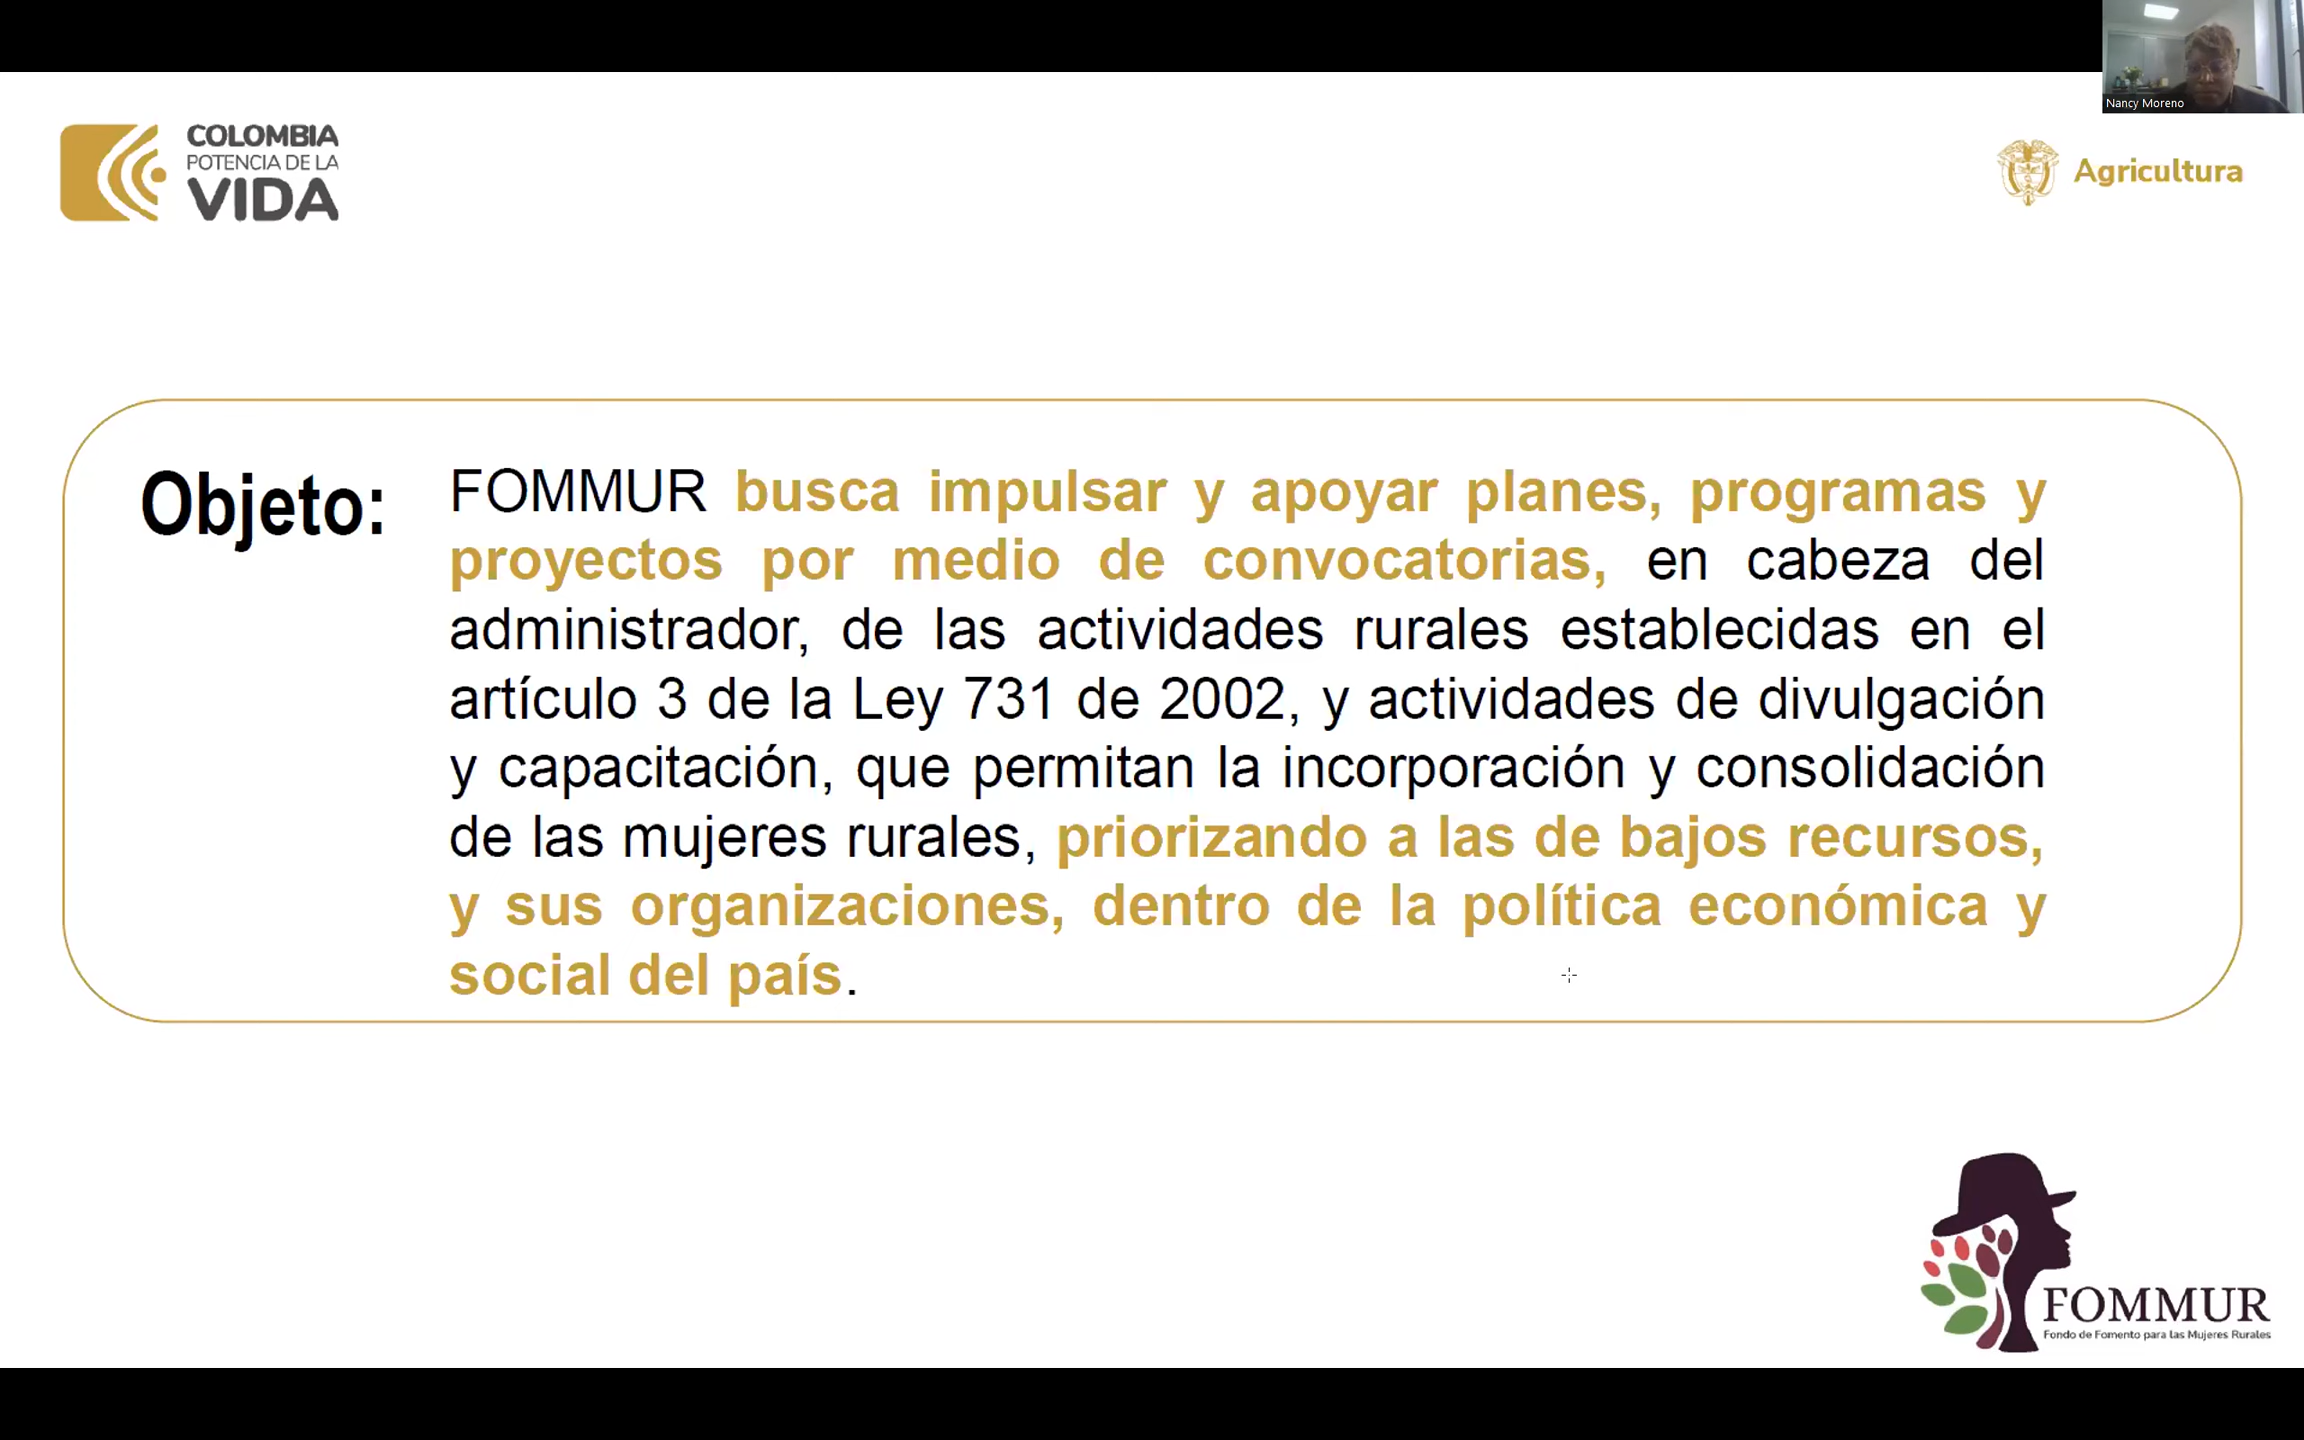 Nancy Moreno
COLOMBIA
POTENCIA DE LA
VIDA
Agricultura
Objeto:
FOMMUR busca impulsar y apoyar planes, programas y
proyectos por medio de convocatorias, en cabeza del
administrador, de las actividades rurales establecidas en el
artículo 3 de la Ley 731 de 2002, y actividades de divulgación
y capacitación, que permitan la incorporación y consolidación
de las mujeres rurales, priorizando a las de bajos recursos,
y sus organizaciones, dentro de la política económica y
social del país.
FOMMUR
Fondo de Fomento para las Mujeres Rurales